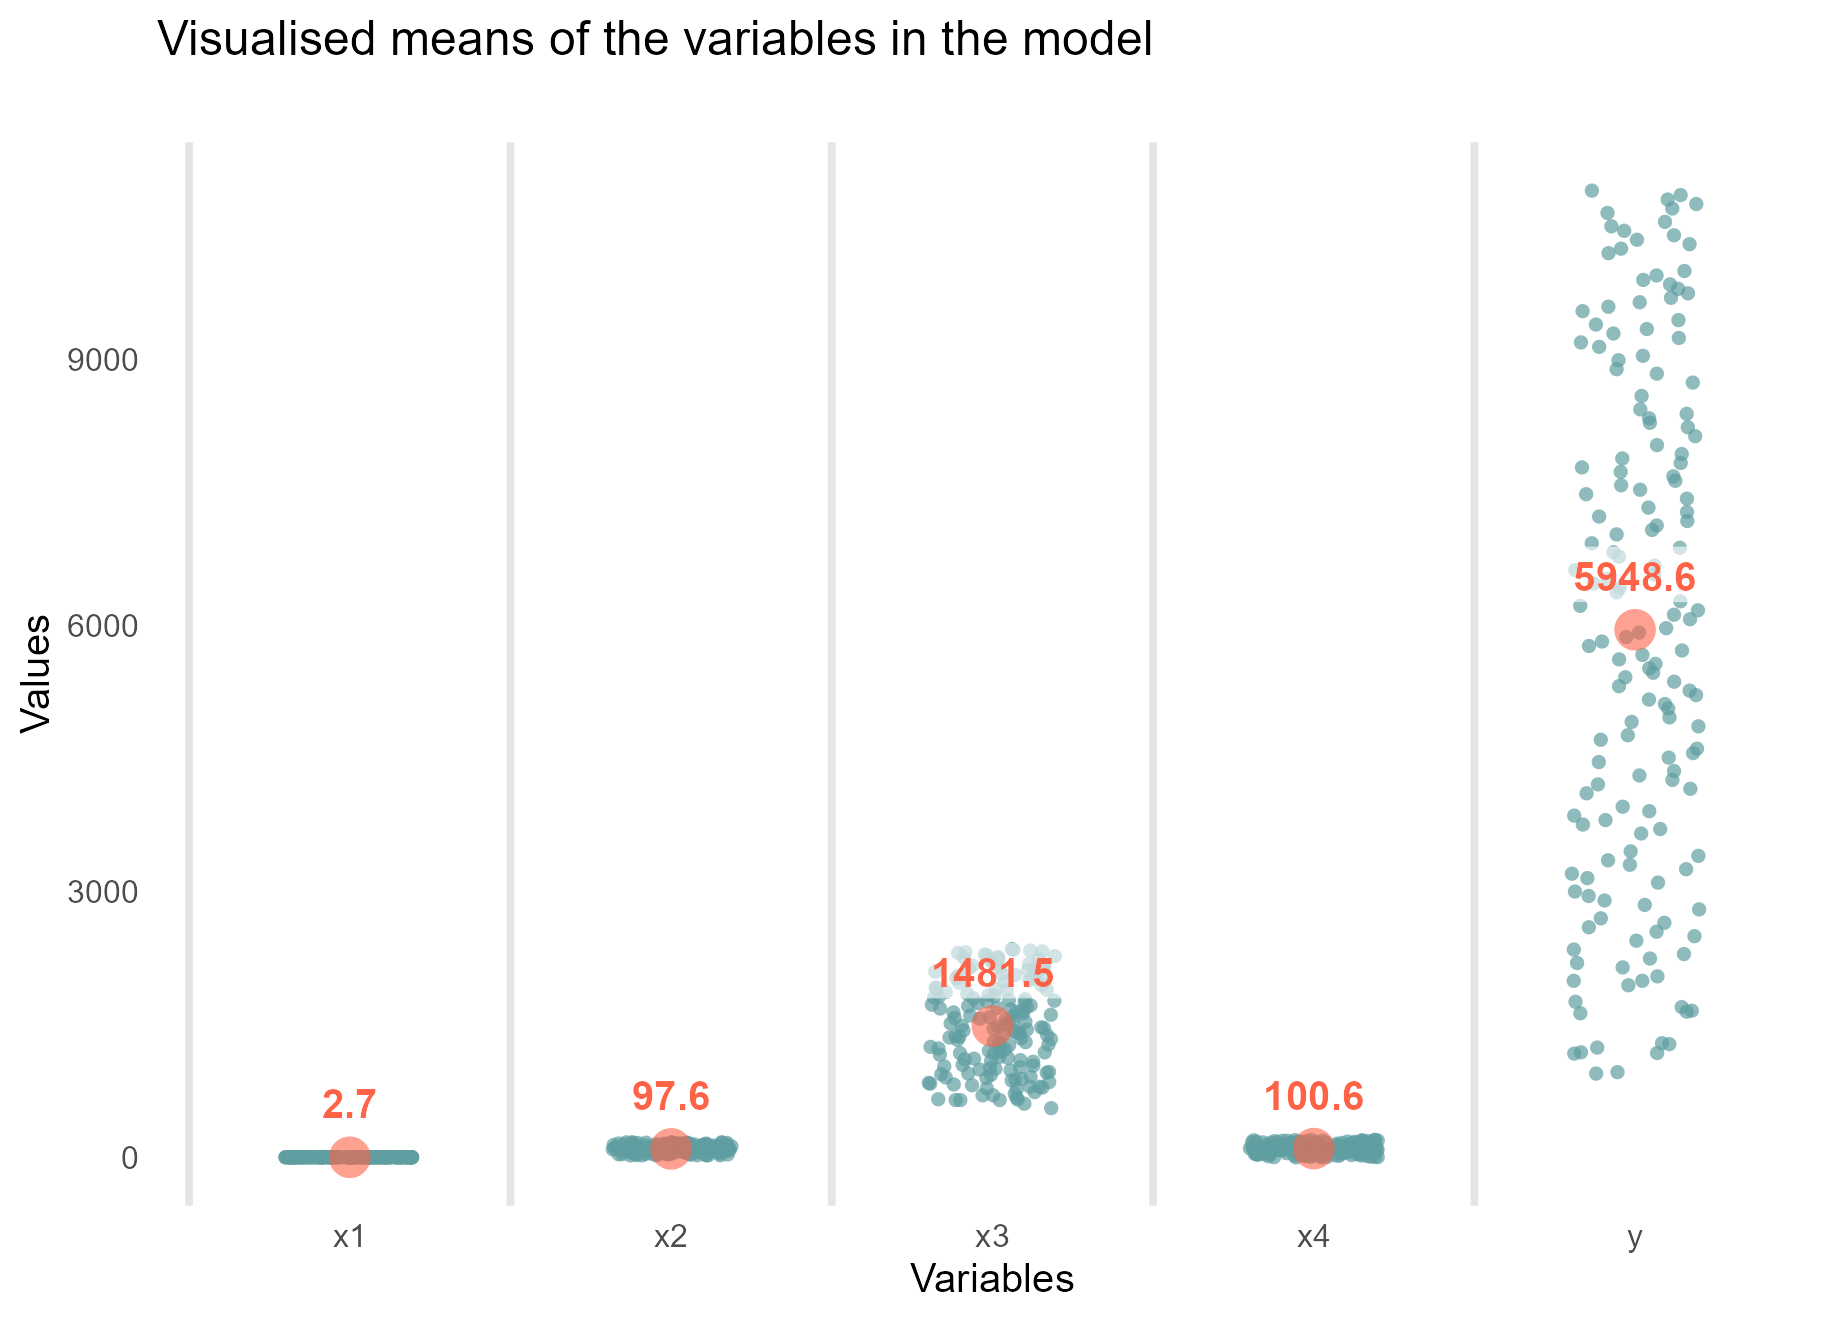 Visualised means of the variables in the model
Values
9000
6000
3000
0
5948.6
1481.5
2.7
97.6
100.6
x1
x2
x3
x4
y
Variables